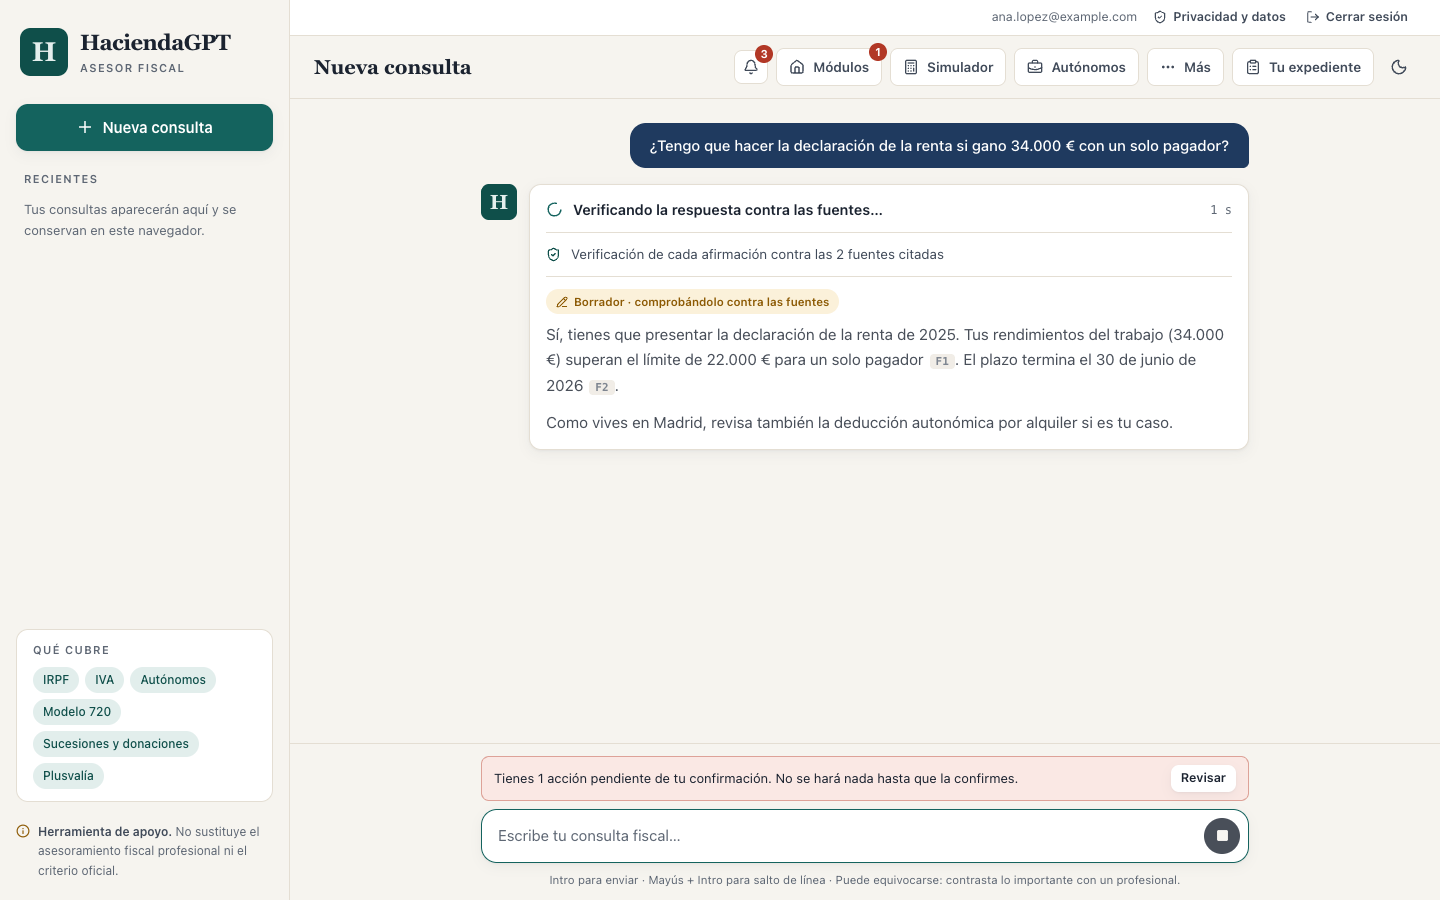 H
HaciendaGPT
ASESOR FISCAL
Nueva consulta
RECIENTES
Tus consultas aparecerán aquí y se
conservan en este navegador.
QUÉ CUBRE
IRPF IVA Autónomos
Modelo 720
Sucesiones y donaciones
Plusvalía
Herramienta de apoyo. No sustituye el
asesoramiento fiscal profesional ni el
criterio oficial.
ana.lopez@example.com Privacidad y datos Cerrar sesión
Nueva consulta
3 Módulos 1 Simulador Autónomos Más Tu expediente
¿Tengo que hacer la declaración de la renta si gano 34.000 € con un solo pagador?
H
Verificando la respuesta contra las fuentes... 1 s
Verificación de cada afirmación contra las 2 fuentes citadas
Borrador · comprobándolo contra las fuentes
Sí, tienes que presentar la declaración de la renta de 2025. Tus rendimientos del trabajo (34.000
€) superan el límite de 22.000 € para un solo pagador F1. El plazo termina el 30 de junio de
2026 F2.
Como vives en Madrid, revisa también la deducción autonómica por alquiler si es tu caso.
Tienes 1 acción pendiente de tu confirmación. No se hará nada hasta que la confirmes. Revisar
Escribe tu consulta fiscal...
Intro para enviar · Mayús + Intro para salto de línea · Puede equivocarse: contrasta lo importante con un profesional.